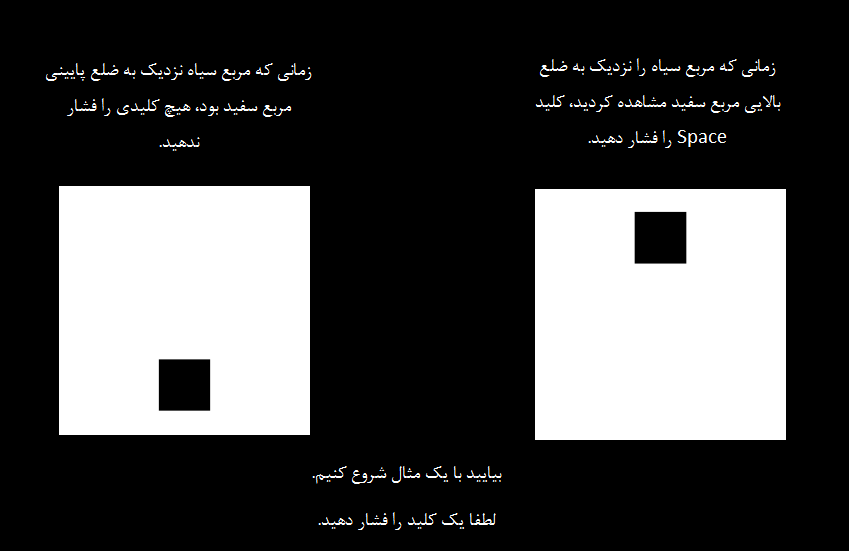 زمانی که مربع سیاه را نزدیک به ضلع
بالایی مربع سفید مشاهده کردید، کلید
Space را فشار دهید.
زمانی که مربع سیاه نزدیک به ضلع پایینی
مربع سفید بود، هیچ کلیدی را فشار
ندهید.
بیایید با یک مثال شروع کنیم.
لطفا یک کلید را فشار دهید.